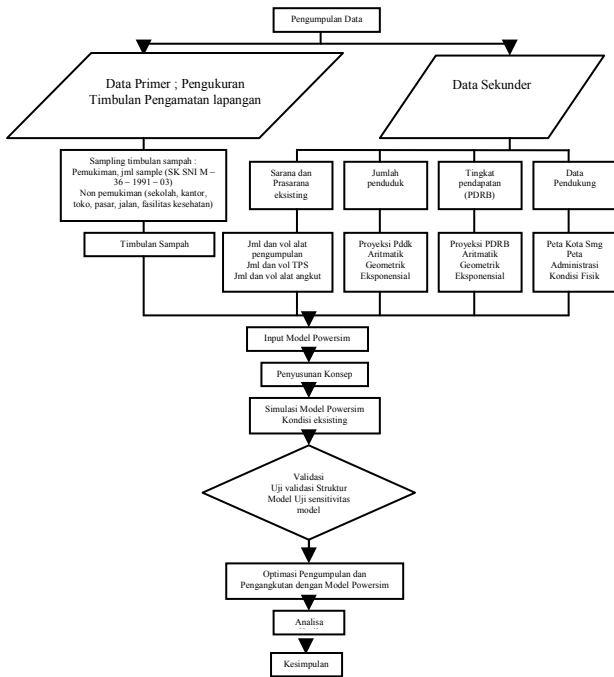 Pengumpulan Data
Data Primer ; Pengukuran
Timbulan Pengamatan lapangan
Data Sekunder
Sampling timbulan sampah :
Pemukiman, jml sample (SK SNI M –
36 – 1991 – 03)
Non pemukiman (sekolah, kantor,
toko, pasar, jalan, fasilitas kesehatan)
Sarana dan
Prasarana
eksisting
Jumlah
penduduk
Tingkat
pendapatan
(PDRB)
Data
Pendukung
Timbulan Sampah
Jml dan vol alat
pengumpulan
Jml dan vol TPS
Jml dan vol alat angkut
Proyeksi Pddk
Aritmatik
Geometrik
Eksponensial
Proyeksi PDRB
Aritmatik
Geometrik
Eksponensial
Peta Kota Smg
Peta
Administrasi
Kondisi Fisik
Input Model Powersim
Penyusunan Konsep
Simulasi Model Powersim
Kondisi eksisting
Validasi
Uji validasi Struktur
Model Uji sensitivitas
model
Optimasi Pengumpulan dan
Pengangkutan dengan Model Powersim
Analisa
Kesimpulan